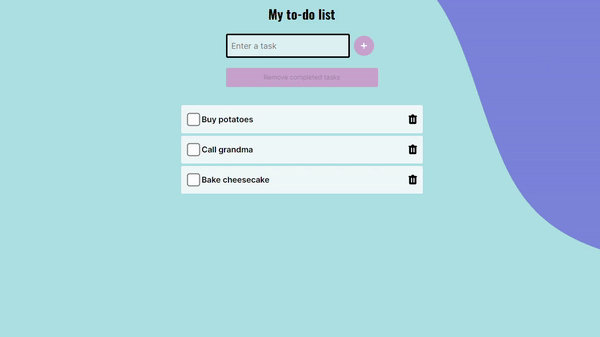 My to-do list
Enter a task
+
Remove completed tasks
Buy potatoes
Call grandma
Bake cheesecake